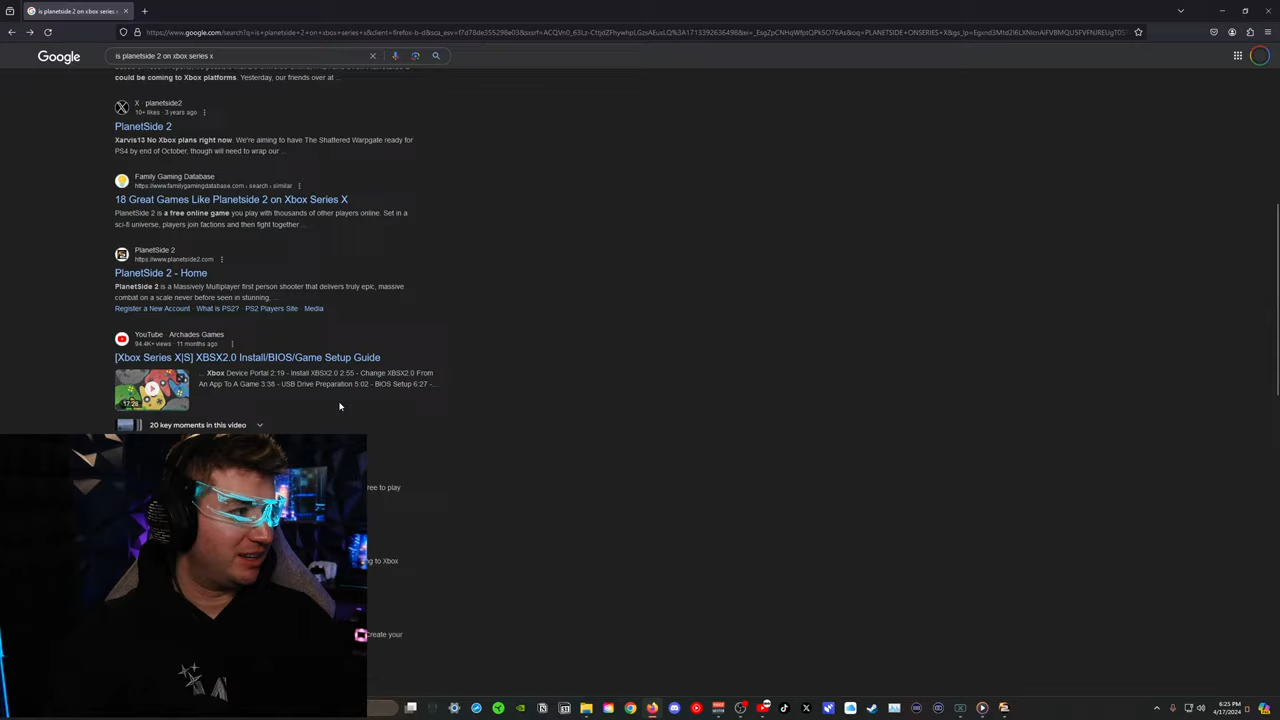 is planetside 2 on xbox series x
Google
is planetside 2 on xbox series x
could be coming to Xbox platforms. Yesterday, our friends over at ...
X · planetside2
10+ likes · 3 years ago
PlanetSide 2
Xarvis13 No Xbox plans right now. We're aiming to have The Shattered Warpgate ready for
PS4 by end of October, though will need to wrap our ...
Family Gaming Database
https://www.familygamingdatabase.com › search › similar
18 Great Games Like Planetside 2 on Xbox Series X
PlanetSide 2 is a free online game you play with thousands of other players online. Set in a
sci-fi universe, players join factions and then fight together ...
PlanetSide 2
https://www.planetside2.com
PlanetSide 2 - Home
PlanetSide 2 is a Massively Multiplayer first person shooter that delivers truly epic, massive
combat on a scale never before seen in stunning, ...
Register a New Account · What is PS2? · PS2 Players Site · Media
YouTube · Archades Games
94.4K+ views · 11 months ago
[Xbox Series X|S] XBSX2.0 Install/BIOS/Game Setup Guide
... Xbox Device Portal 2:19 - Install XBSX2.0 2:55 - Change XBSX2.0 From
An App To A Game 3:38 - USB Drive Preparation 5:02 - BIOS Setup 6:27 -...
17:28
20 key moments in this video
ree to play
ng to Xbox
Create your
6:25 PM
4/17/2024